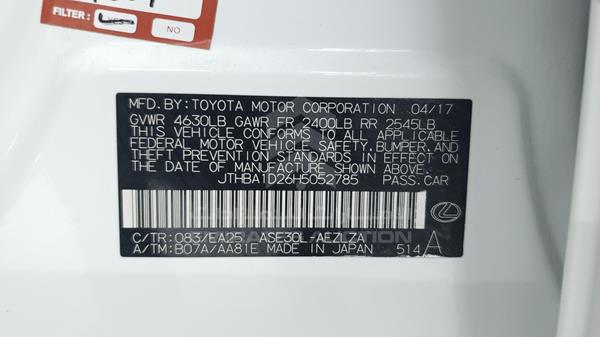 FILTER: YES NO
MFD. BY: TOYOTA MOTOR CORPORATION 04/17
GVWR 4630LB GAWR FR 2400LB RR 2545LB
THIS VEHICLE CONFORMS TO ALL APPLICABLE
FEDERAL MOTOR VEHICLE SAFETY, BUMPER, AND
THEFT PREVENTION STANDARDS IN EFFECT ON
THE DATE OF MANUFACTURE SHOWN ABOVE.
JTHBA1D26H5052785 PASS.CAR
C/TR: 083/EA25 ASE30L-AEZLZA A
A/TM: B07A/AA81E MADE IN JAPAN 514